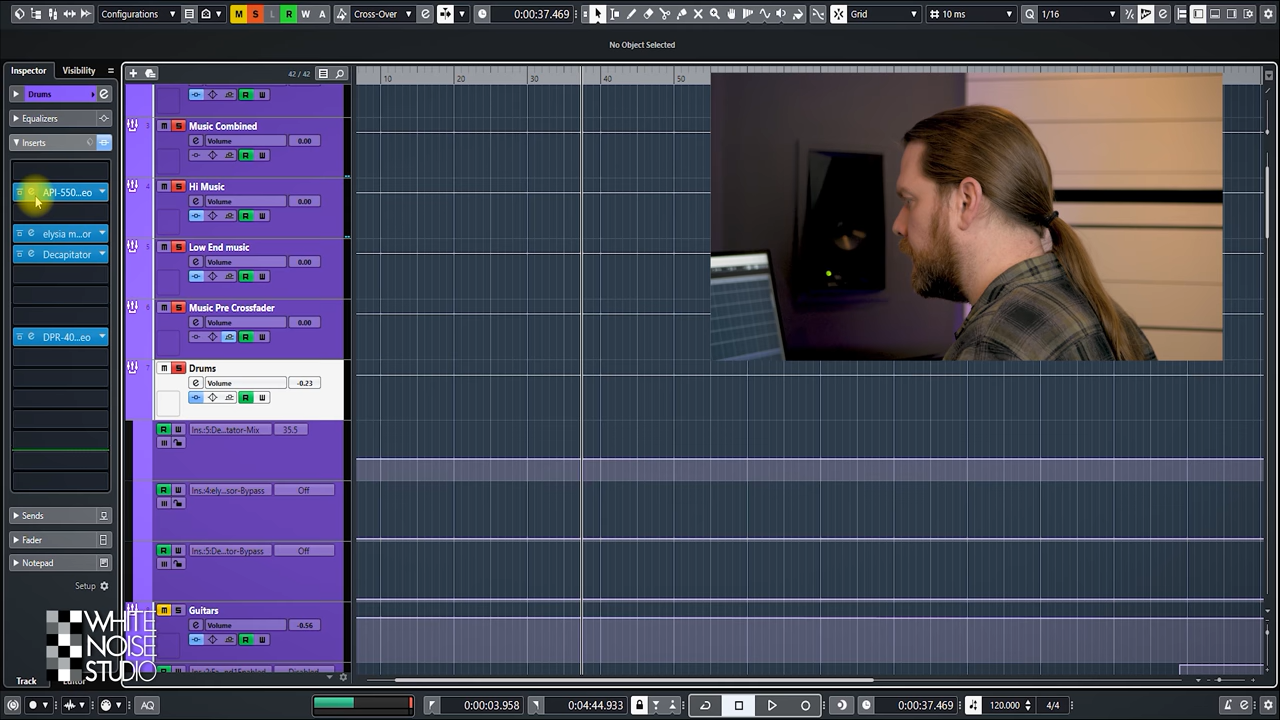 Configurations M S L R W A Cross-Over 0:00:37.469 Grid 10 ms Q 1/16
No Object Selected
Inspector Visibility
Drums
Equalizers
Inserts
API-550...eo
elysia m...or
Decapitator
DPR-40...eo
Sends
Fader
Notepad
Setup
WHITE
NOISE
STUDIO
Track
42 / 42
10 20 30 40 50
R W
3 m S Music Combined
Volume 0.00
R W
4 m S Hi Music
Volume 0.00
R W
5 m S Low End music
Volume 0.00
R W
6 m S Music Pre Crossfader
Volume 0.00
R W
7 m S Drums
Volume -0.23
R W
R W Ins.:5:De...tator-Mix 35.5
R W Ins.:4:ely...sor-Bypass Off
R W Ins.:5:De...tor-Bypass Off
m S Guitars
Volume -0.56
R W
AQ 0:00:03.958 0:04:44.933 0:00:37.469 120.000 4/4